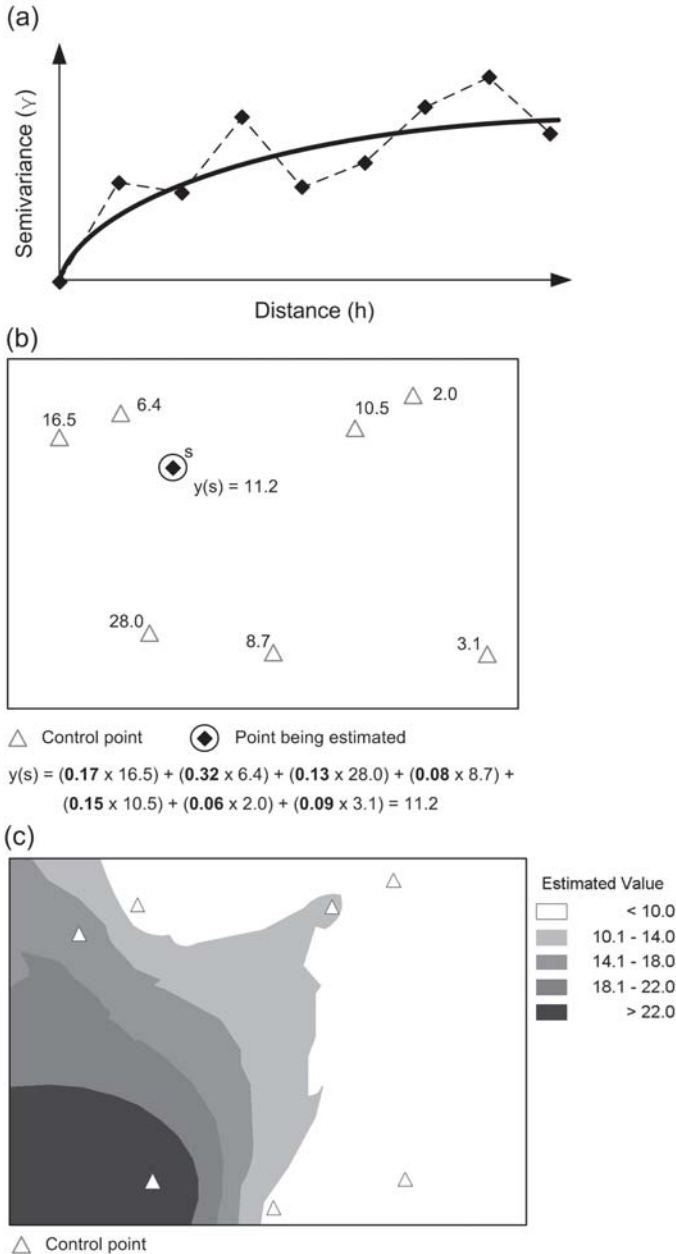 (a)
Semivariance (γ)
Distance (h)
(b)
16.5
6.4
10.5
2.0
s
y(s) = 11.2
28.0
8.7
3.1
Control point
Point being estimated
y(s) = (0.17 x 16.5) + (0.32 x 6.4) + (0.13 x 28.0) + (0.08 x 8.7) +
(0.15 x 10.5) + (0.06 x 2.0) + (0.09 x 3.1) = 11.2
(c)
Estimated Value
< 10.0
10.1 - 14.0
14.1 - 18.0
18.1 - 22.0
> 22.0
Control point